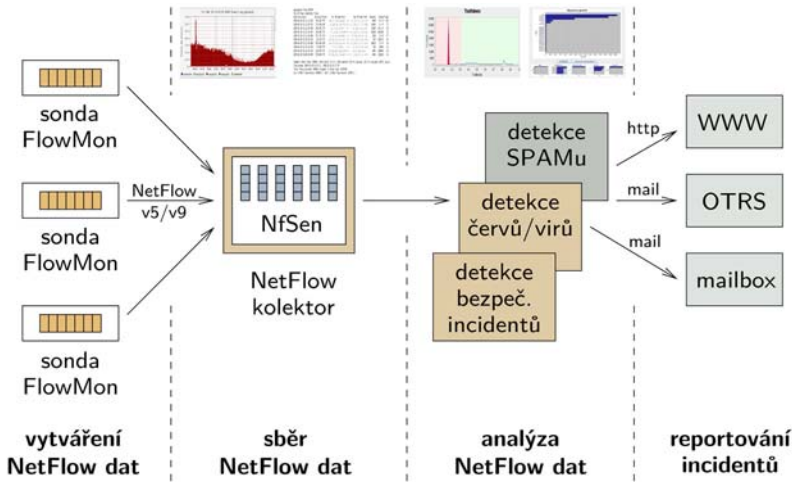 sonda
FlowMon
sonda
FlowMon
sonda
FlowMon
NetFlow
v5/v9
NfSen
NetFlow
kolektor
detekce
SPAMu
detekce
červů/virů
detekce
bezpeč.
incidentů
http
mail
mail
WWW
OTRS
mailbox
vytváření
NetFlow dat
sběr
NetFlow dat
analýza
NetFlow dat
reportování
incidentů